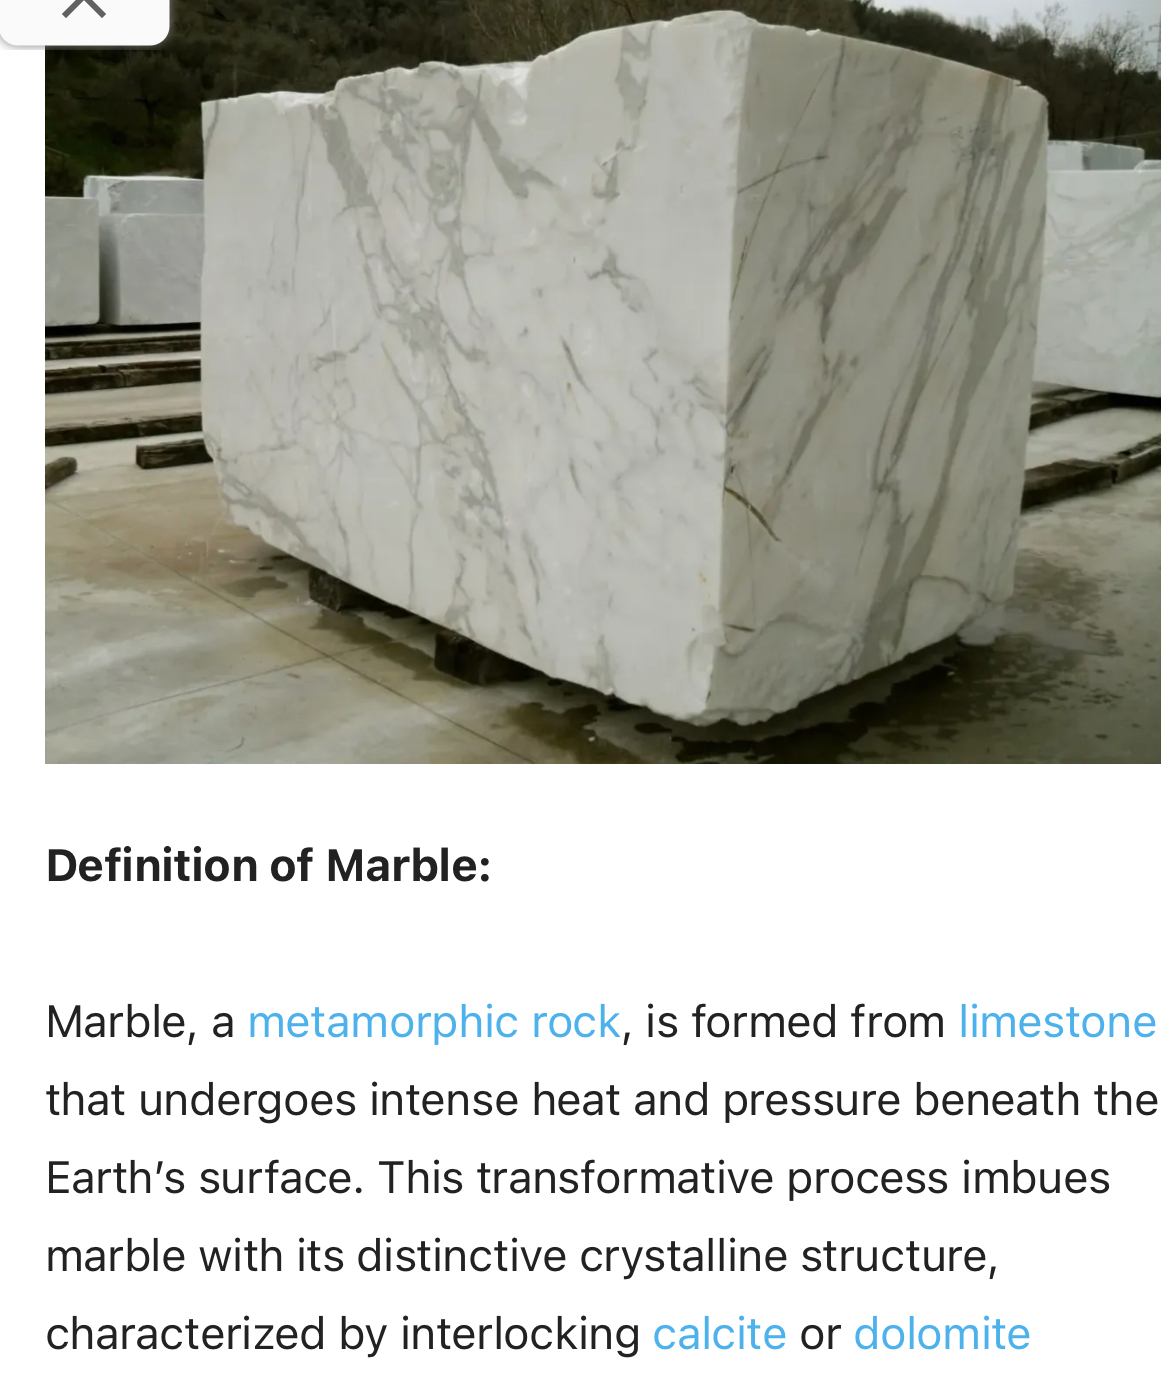 Definition of Marble:
Marble, a metamorphic rock, is formed from limestone
that undergoes intense heat and pressure beneath the
Earth’s surface. This transformative process imbues
marble with its distinctive crystalline structure,
characterized by interlocking calcite or dolomite